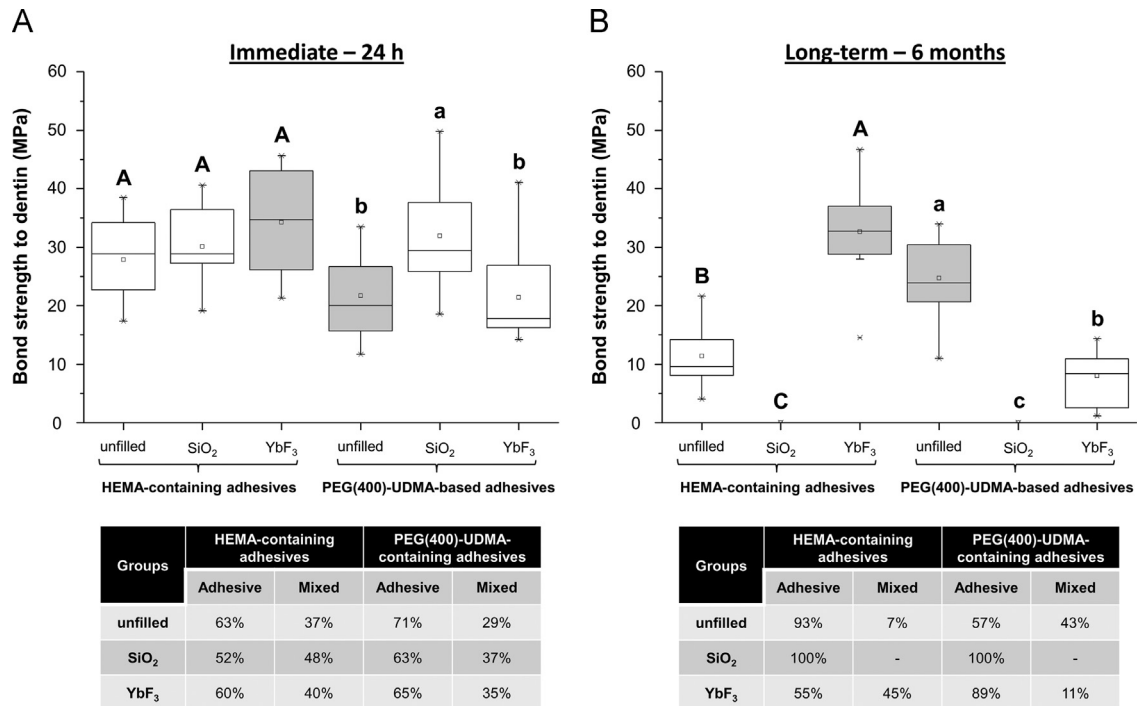 A
Immediate – 24 h
Bond strength to dentin (MPa)
60
50
40
30
20
10
0
A
A
A
b
a
b
unfilled SiO₂ YbF₃ unfilled SiO₂ YbF₃
HEMA-containing adhesives PEG(400)-UDMA-based adhesives
Groups
HEMA-containing adhesives
PEG(400)-UDMA-containing adhesives
Adhesive Mixed Adhesive Mixed
unfilled 63% 37% 71% 29%
SiO₂ 52% 48% 63% 37%
YbF₃ 60% 40% 65% 35%
B
Long-term – 6 months
Bond strength to dentin (MPa)
60
50
40
30
20
10
0
B
C
A
a
c
b
unfilled SiO₂ YbF₃ unfilled SiO₂ YbF₃
HEMA-containing adhesives PEG(400)-UDMA-based adhesives
Groups
HEMA-containing adhesives
PEG(400)-UDMA-containing adhesives
Adhesive Mixed Adhesive Mixed
unfilled 93% 7% 57% 43%
SiO₂ 100% - 100% -
YbF₃ 55% 45% 89% 11%